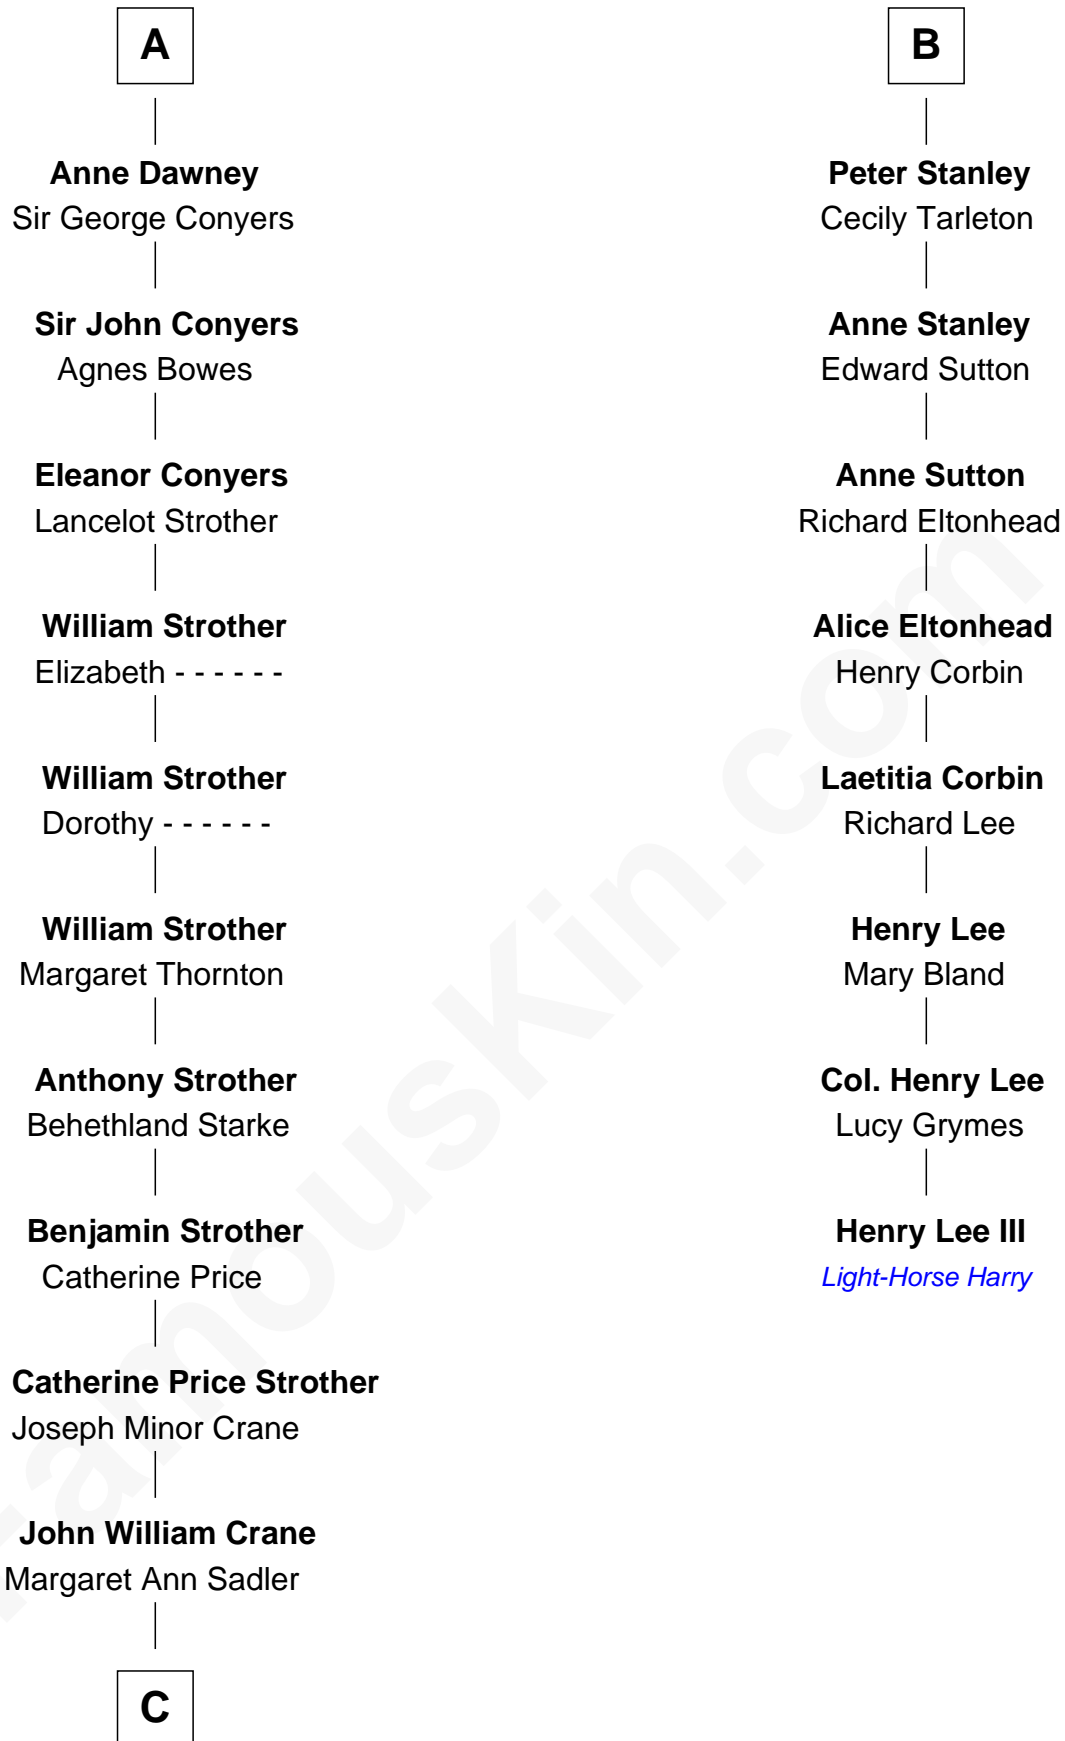 A
Anne Dawney
Sir George Conyers
Sir John Conyers
Agnes Bowes
Eleanor Conyers
Lancelot Strother
William Strother
Elizabeth - - - - - -
William Strother
Dorothy - - - - - -
William Strother
Margaret Thornton
Anthony Strother
Behethland Starke
Benjamin Strother
Catherine Price
Catherine Price Strother
Joseph Minor Crane
John William Crane
Margaret Ann Sadler
C
B
Peter Stanley
Cecily Tarleton
Anne Stanley
Edward Sutton
Anne Sutton
Richard Eltonhead
Alice Eltonhead
Henry Corbin
Laetitia Corbin
Richard Lee
Henry Lee
Mary Bland
Col. Henry Lee
Lucy Grymes
Henry Lee III
Light-Horse Harry
FamousKin.com